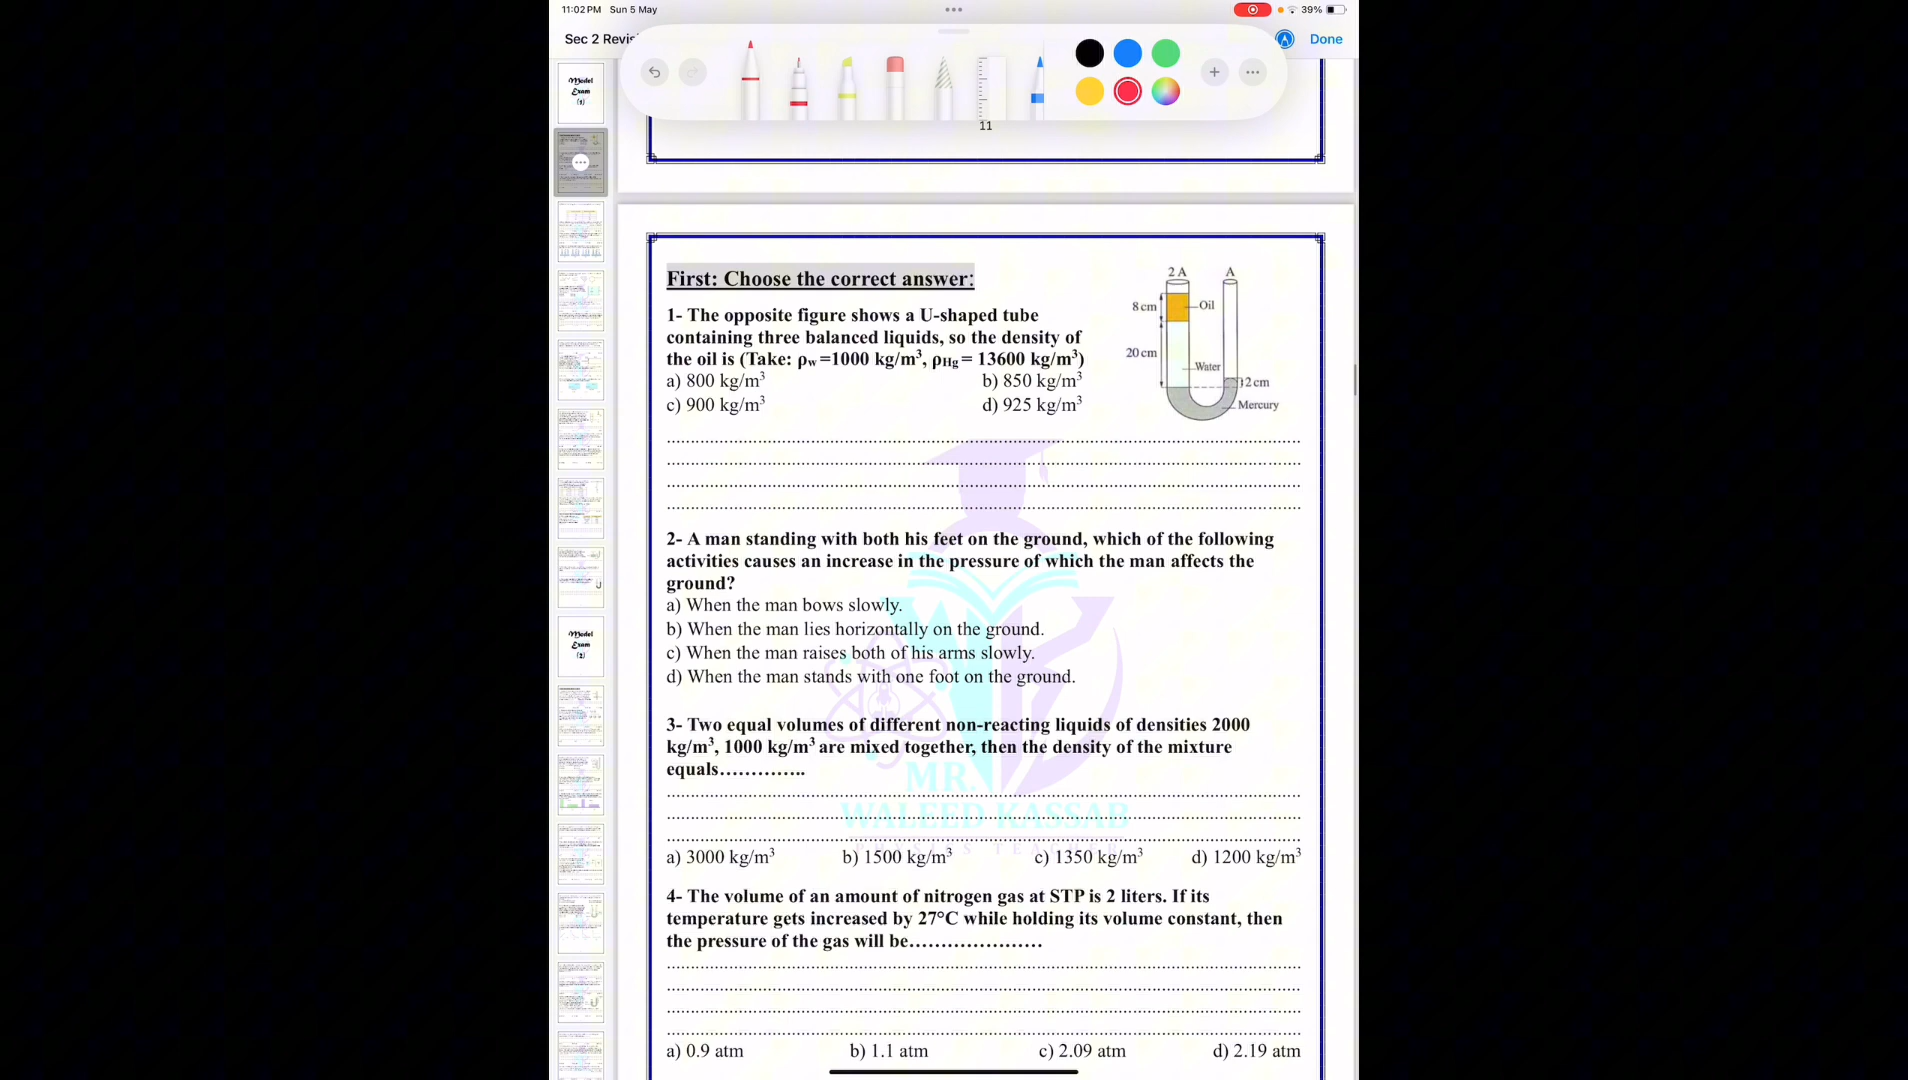 11:02 PM Sun 5 May
39%
Sec 2 Revis
Done
11
Model
Exam
(1)
Model
Exam
(2)
First: Choose the correct answer:
1- The opposite figure shows a U-shaped tube
containing three balanced liquids, so the density of
the oil is (Take: ρw =1000 kg/m³, ρHg = 13600 kg/m³)
a) 800 kg/m³ b) 850 kg/m³
c) 900 kg/m³ d) 925 kg/m³
2 A A
8 cm Oil
20 cm
Water
2 cm
Mercury
2- A man standing with both his feet on the ground, which of the following
activities causes an increase in the pressure of which the man affects the
ground?
a) When the man bows slowly.
b) When the man lies horizontally on the ground.
c) When the man raises both of his arms slowly.
d) When the man stands with one foot on the ground.
3- Two equal volumes of different non-reacting liquids of densities 2000
kg/m³, 1000 kg/m³ are mixed together, then the density of the mixture
equals…………..
MR.
WALEED KASSAB
PHYSICS TEACHER
a) 3000 kg/m³ b) 1500 kg/m³ c) 1350 kg/m³ d) 1200 kg/m³
4- The volume of an amount of nitrogen gas at STP is 2 liters. If its
temperature gets increased by 27°C while holding its volume constant, then
the pressure of the gas will be…………………
a) 0.9 atm b) 1.1 atm c) 2.09 atm d) 2.19 atm